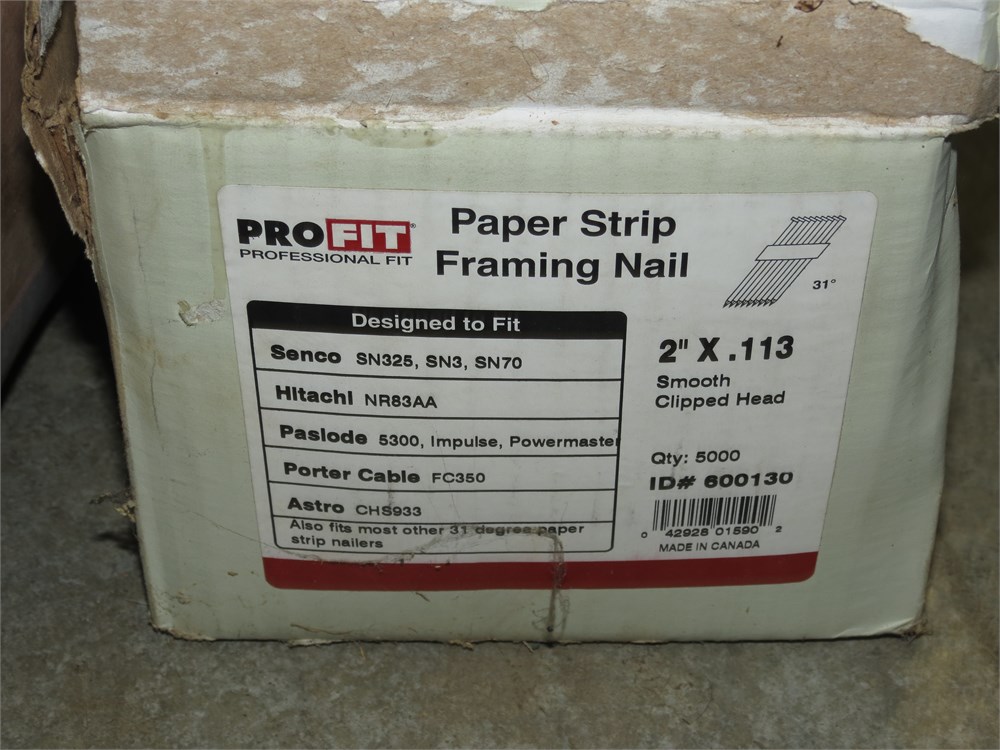 PROFIT®
PROFESSIONAL FIT
Paper Strip
Framing Nail
31°
Designed to Fit
Senco SN325, SN3, SN70
Hitachi NR83AA
Paslode 5300, Impulse, Powermaster
Porter Cable FC350
Astro CHS933
Also fits most other 31 degree paper
strip nailers
2" X .113
Smooth
Clipped Head
Qty: 5000
ID# 600130
0 42928 01590 2
MADE IN CANADA